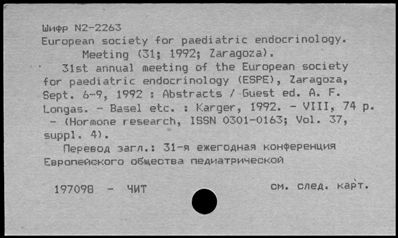 Шифр N2-2263
European society for paediatric endocrinology.
Meeting (31; 1992; Zaragoza).
31st annual meeting of the European society
for paediatric endocrinology (ESPE), Zaragoza,
Sept. 6-9, 1992 : Abstracts / Guest ed. A. F.
Longas. - Basel etc. : Karger, 1992. - VIII, 74 p.
- (Hormone research, ISSN 0301-0163; Vol. 37,
suppl. 4).
Перевод загл.: 31-я ежегодная конференция
Европейского общества педиатрической
197098 - ЧИТ см. след. карт.